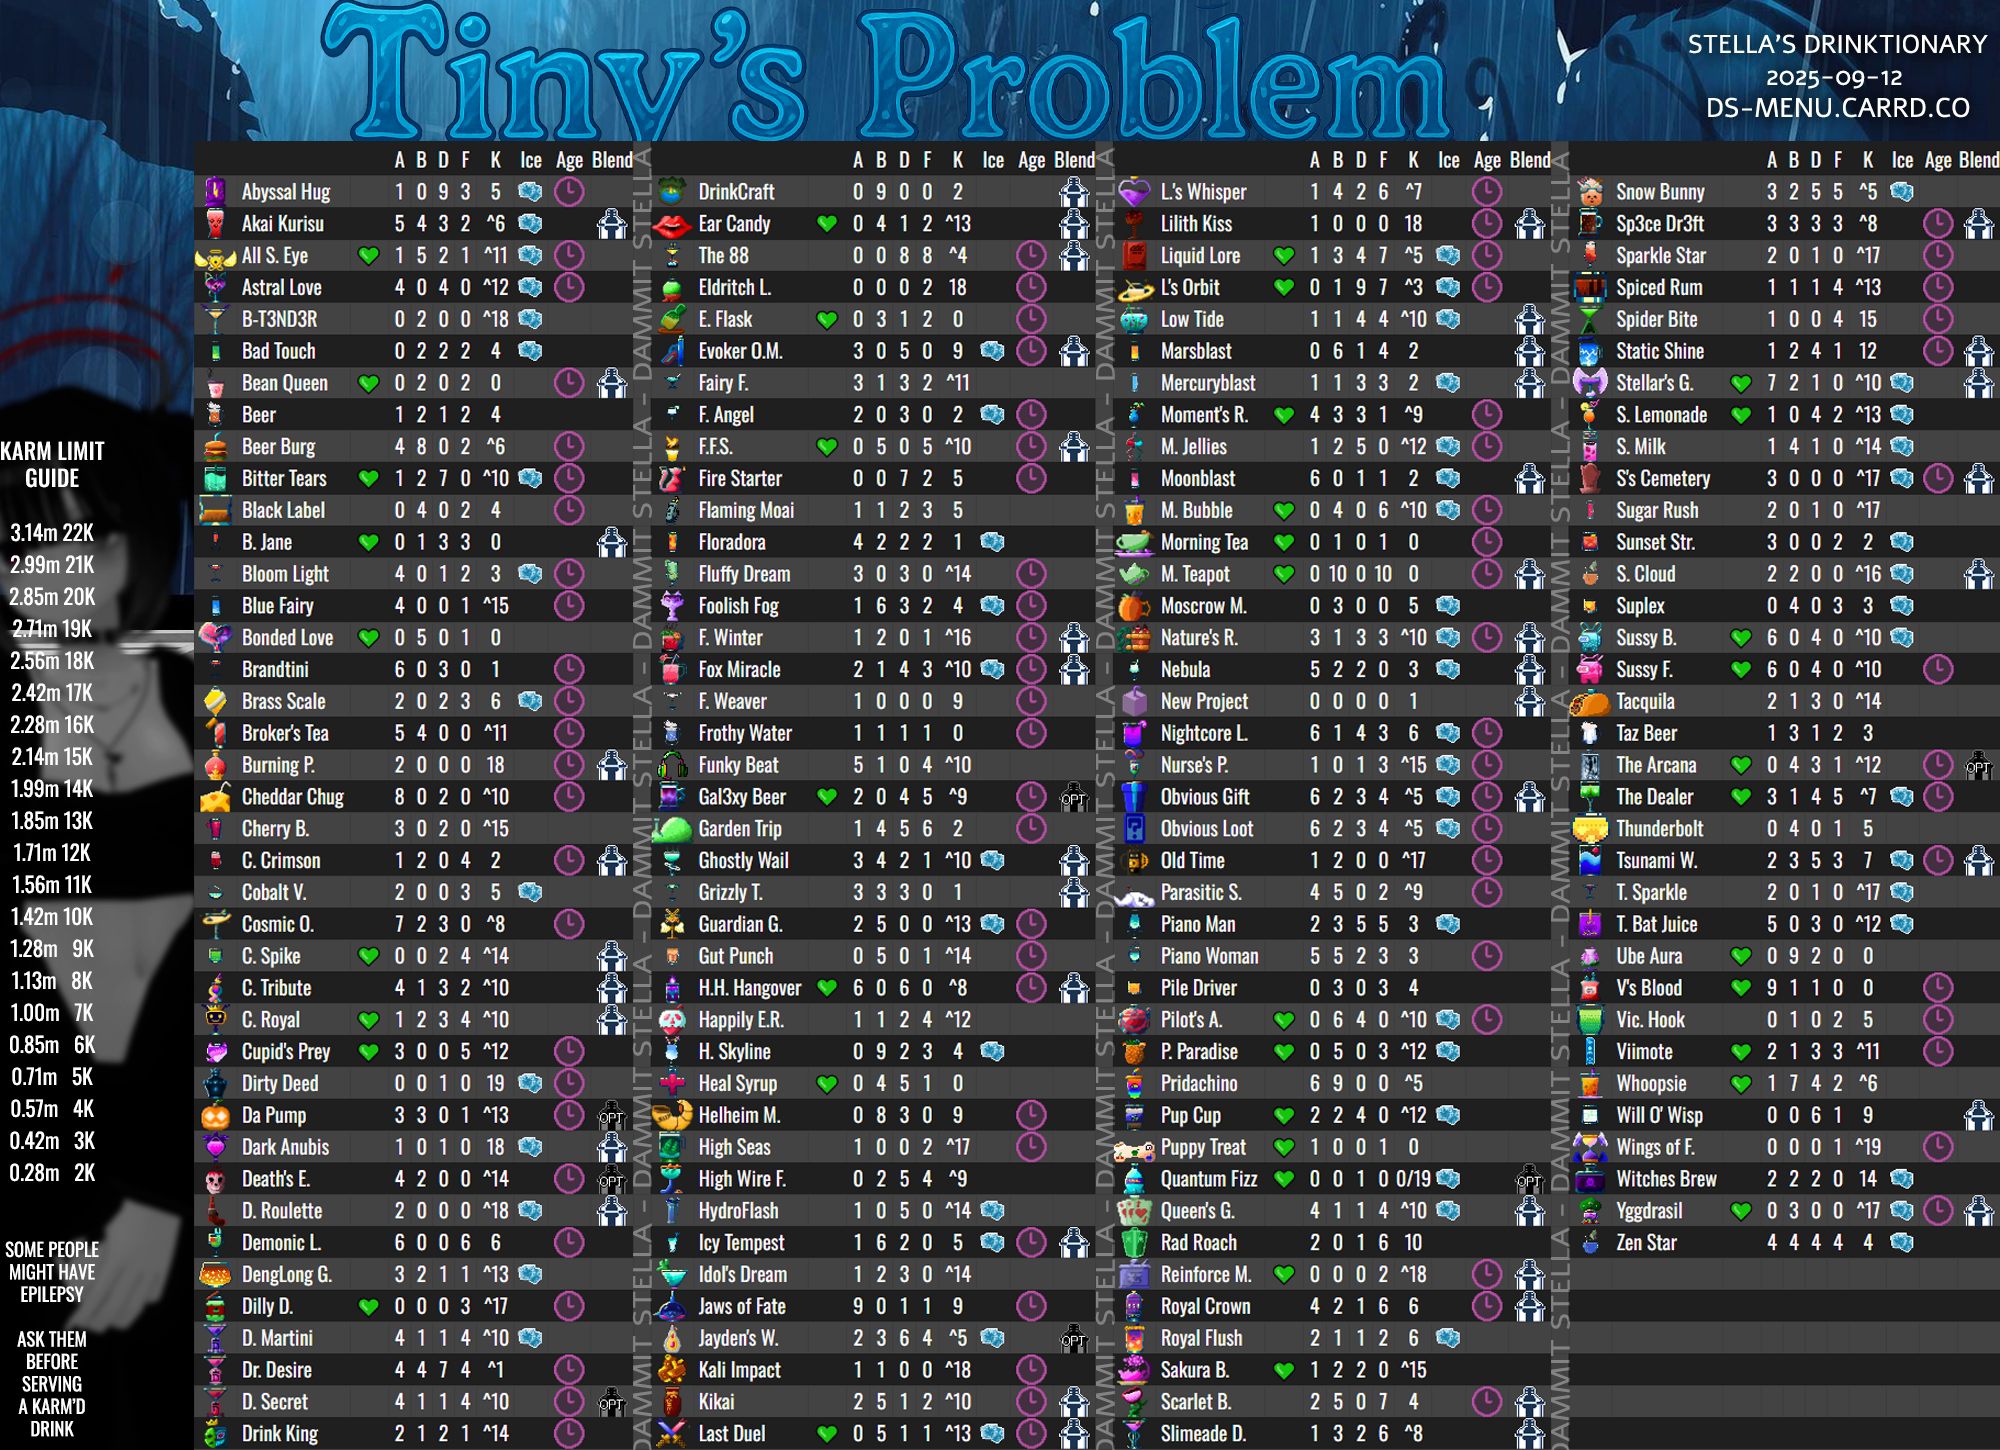 Tiny's Problem
STELLA'S DRINKTIONARY
2025-09-12
DS-MENU.CARRD.CO
KARM LIMIT
GUIDE
3.14m 22K
2.99m 21K
2.85m 20K
2.71m 19K
2.56m 18K
2.42m 17K
2.28m 16K
2.14m 15K
1.99m 14K
1.85m 13K
1.71m 12K
1.56m 11K
1.42m 10K
1.28m 9K
1.13m 8K
1.00m 7K
0.85m 6K
0.71m 5K
0.57m 4K
0.42m 3K
0.28m 2K
SOME PEOPLE
MIGHT HAVE
EPILEPSY
ASK THEM
BEFORE
SERVING
A KARM'D
DRINK
A B D F K Ice Age Blend
Abyssal Hug 1 0 9 3 5
Akai Kurisu 5 4 3 2 ^6
All S. Eye 1 5 2 1 ^11
Astral Love 4 0 4 0 ^12
B-T3ND3R 0 2 0 0 ^18
Bad Touch 0 2 2 2 4
Bean Queen 0 2 0 2 0
Beer 1 2 1 2 4
Beer Burg 4 8 0 2 ^6
Bitter Tears 1 2 7 0 ^10
Black Label 0 4 0 2 4
B. Jane 0 1 3 3 0
Bloom Light 4 0 1 2 3
Blue Fairy 4 0 0 1 ^15
Bonded Love 0 5 0 1 0
Brandtini 6 0 3 0 1
Brass Scale 2 0 2 3 6
Broker's Tea 5 4 0 0 ^11
Burning P. 2 0 0 0 18
Cheddar Chug 8 0 2 0 ^10
Cherry B. 3 0 2 0 ^15
C. Crimson 1 2 0 4 2
Cobalt V. 2 0 0 3 5
Cosmic O. 7 2 3 0 ^8
C. Spike 0 0 2 4 ^14
C. Tribute 4 1 3 2 ^10
C. Royal 1 2 3 4 ^10
Cupid's Prey 3 0 0 5 ^12
Dirty Deed 0 0 1 0 19
Da Pump 3 3 0 1 ^13 OPT
Dark Anubis 1 0 1 0 18
Death's E. 4 2 0 0 ^14 OPT
D. Roulette 2 0 0 0 ^18
Demonic L. 6 0 0 6 6
DengLong G. 3 2 1 1 ^13
Dilly D. 0 0 0 3 ^17
D. Martini 4 1 1 4 ^10
Dr. Desire 4 4 7 4 ^1
D. Secret 4 1 1 4 ^10 OPT
Drink King 2 1 2 1 ^14
DAMMIT STELLA - DAMMIT STELLA - DAMMIT STELLA
A B D F K Ice Age Blend
DrinkCraft 0 9 0 0 2
Ear Candy 0 4 1 2 ^13
The 88 0 0 8 8 ^4
Eldritch L. 0 0 0 2 18
E. Flask 0 3 1 2 0
Evoker O.M. 3 0 5 0 9
Fairy F. 3 1 3 2 ^11
F. Angel 2 0 3 0 2
F.F.S. 0 5 0 5 ^10
Fire Starter 0 0 7 2 5
Flaming Moai 1 1 2 3 5
Floradora 4 2 2 2 1
Fluffy Dream 3 0 3 0 ^14
Foolish Fog 1 6 3 2 4
F. Winter 1 2 0 1 ^16
Fox Miracle 2 1 4 3 ^10
F. Weaver 1 0 0 0 9
Frothy Water 1 1 1 1 0
Funky Beat 5 1 0 4 ^10
Gal3xy Beer 2 0 4 5 ^9 OPT
Garden Trip 1 4 5 6 2
Ghostly Wail 3 4 2 1 ^10
Grizzly T. 3 3 3 0 1
Guardian G. 2 5 0 0 ^13
Gut Punch 0 5 0 1 ^14
H.H. Hangover 6 0 6 0 ^8
Happily E.R. 1 1 2 4 ^12
H. Skyline 0 9 2 3 4
Heal Syrup 0 4 5 1 0
Helheim M. 0 8 3 0 9
High Seas 1 0 0 2 ^17
High Wire F. 0 2 5 4 ^9
HydroFlash 1 0 5 0 ^14
Icy Tempest 1 6 2 0 5
Idol's Dream 1 2 3 0 ^14
Jaws of Fate 9 0 1 1 9
Jayden's W. 2 3 6 4 ^5 OPT
Kali Impact 1 1 0 0 ^18
Kikai 2 5 1 2 ^10
Last Duel 0 5 1 1 ^13
DAMMIT STELLA - DAMMIT STELLA - DAMMIT STELLA
A B D F K Ice Age Blend
L.'s Whisper 1 4 2 6 ^7
Lilith Kiss 1 0 0 0 18
Liquid Lore 1 3 4 7 ^5
L's Orbit 0 1 9 7 ^3
Low Tide 1 1 4 4 ^10
Marsblast 0 6 1 4 2
Mercuryblast 1 1 3 3 2
Moment's R. 4 3 3 1 ^9
M. Jellies 1 2 5 0 ^12
Moonblast 6 0 1 1 2
M. Bubble 0 4 0 6 ^10
Morning Tea 0 1 0 1 0
M. Teapot 0 10 0 10 0
Moscrow M. 0 3 0 0 5
Nature's R. 3 1 3 3 ^10
Nebula 5 2 2 0 3
New Project 0 0 0 0 1
Nightcore L. 6 1 4 3 6
Nurse's P. 1 0 1 3 ^15
Obvious Gift 6 2 3 4 ^5
Obvious Loot 6 2 3 4 ^5
Old Time 1 2 0 0 ^17
Parasitic S. 4 5 0 2 ^9
Piano Man 2 3 5 5 3
Piano Woman 5 5 2 3 3
Pile Driver 0 3 0 3 4
Pilot's A. 0 6 4 0 ^10
P. Paradise 0 5 0 3 ^12
Pridachino 6 9 0 0 ^5
Pup Cup 2 2 4 0 ^12
Puppy Treat 1 0 0 1 0
Quantum Fizz 0 0 1 0 0/19 OPT
Queen's G. 4 1 1 4 ^10
Rad Roach 2 0 1 6 10
Reinforce M. 0 0 0 2 ^18
Royal Crown 4 2 1 6 6
Royal Flush 2 1 1 2 6
Sakura B. 1 2 2 0 ^15
Scarlet B. 2 5 0 7 4
Slimeade D. 1 3 2 6 ^8
DAMMIT STELLA - DAMMIT STELLA - DAMMIT STELLA
A B D F K Ice Age Blend
Snow Bunny 3 2 5 5 ^5
Sp3ce Dr3ft 3 3 3 3 ^8
Sparkle Star 2 0 1 0 ^17
Spiced Rum 1 1 1 4 ^13
Spider Bite 1 0 0 4 15
Static Shine 1 2 4 1 12
Stellar's G. 7 2 1 0 ^10
S. Lemonade 1 0 4 2 ^13
S. Milk 1 4 1 0 ^14
S's Cemetery 3 0 0 0 ^17
Sugar Rush 2 0 1 0 ^17
Sunset Str. 3 0 0 2 2
S. Cloud 2 2 0 0 ^16
Suplex 0 4 0 3 3
Sussy B. 6 0 4 0 ^10
Sussy F. 6 0 4 0 ^10
Tacquila 2 1 3 0 ^14
Taz Beer 1 3 1 2 3
The Arcana 0 4 3 1 ^12 OPT
The Dealer 3 1 4 5 ^7
Thunderbolt 0 4 0 1 5
Tsunami W. 2 3 5 3 7
T. Sparkle 2 0 1 0 ^17
T. Bat Juice 5 0 3 0 ^12
Ube Aura 0 9 2 0 0
V's Blood 9 1 1 0 0
Vic. Hook 0 1 0 2 5
Viimote 2 1 3 3 ^11
Whoopsie 1 7 4 2 ^6
Will O' Wisp 0 0 6 1 9
Wings of F. 0 0 0 1 ^19
Witches Brew 2 2 2 0 14
Yggdrasil 0 3 0 0 ^17
Zen Star 4 4 4 4 4